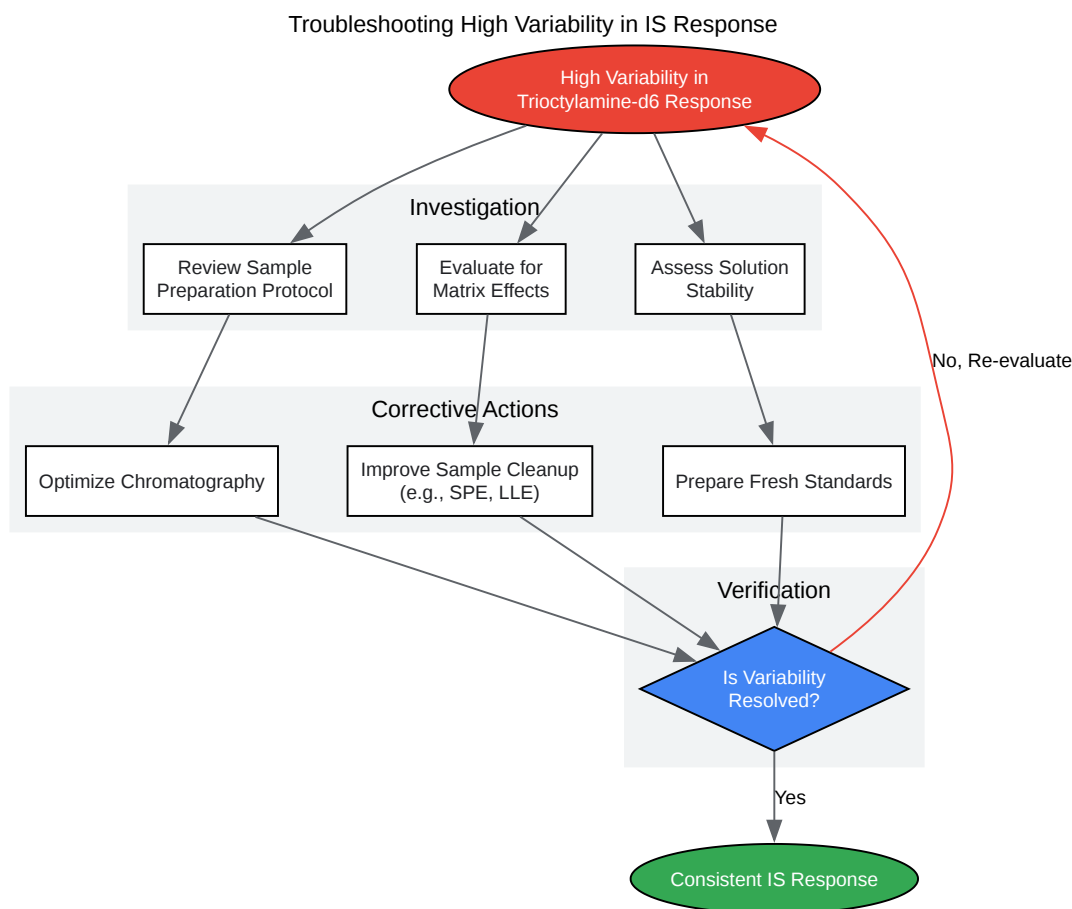 Troubleshooting High Variability in IS Response
High Variability in
Trioctylamine-d6 Response
Investigation
Review Sample
Preparation Protocol
Evaluate for
Matrix Effects
Assess Solution
Stability
No, Re-evaluate
Corrective Actions
Optimize Chromatography
Improve Sample Cleanup
(e.g., SPE, LLE)
Prepare Fresh Standards
Verification
Is Variability
Resolved?
Yes
Consistent IS Response